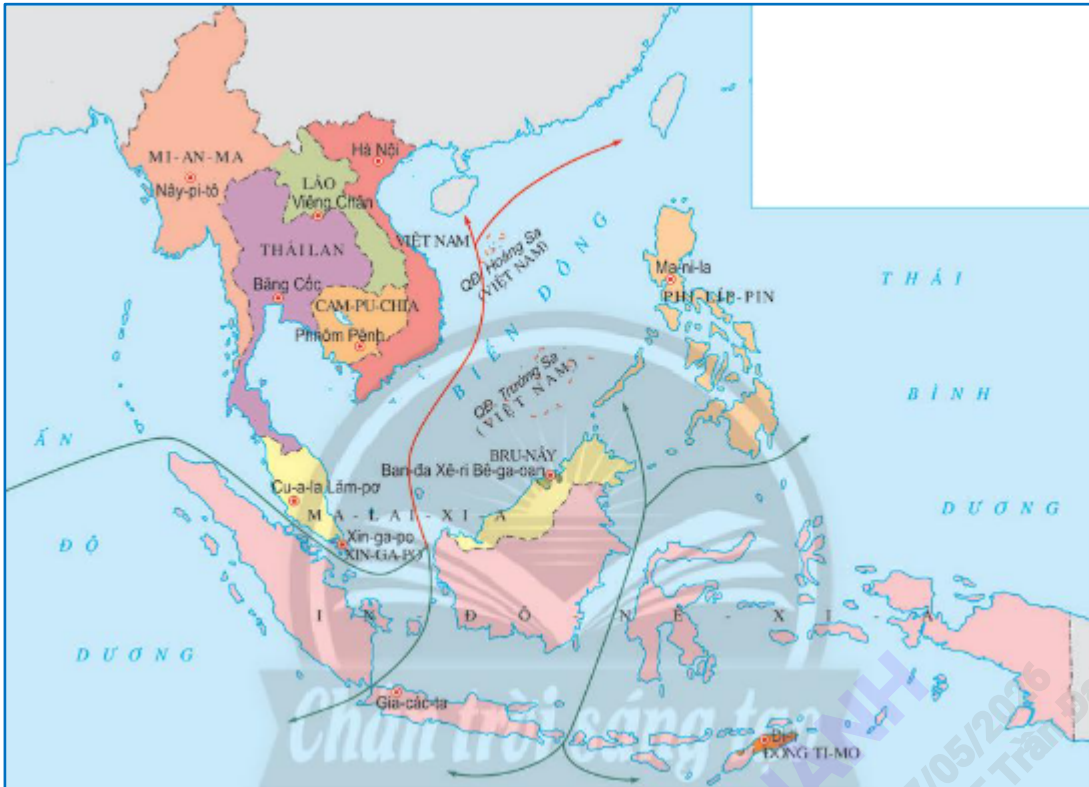 MI-AN-MA
Nây-pi-tô
Hà Nội
LÀO
Viêng Chăn
THÁI LAN
VIỆT NAM
Băng Cốc
CAM-PU-CHIA
Phnôm Pênh
QĐ. Hoàng Sa
(VIỆT NAM)
BIỂN ĐÔNG
QĐ. Trường Sa
(VIỆT NAM)
Ma-ni-la
PHI-LÍP-PIN
THÁI
BÌNH
DƯƠNG
ẤN
ĐỘ
DƯƠNG
BRU-NÂY
Ban-đa Xê-ri Bê-ga-oan
Cu-a-la Lăm-pơ
MA-LAI-XI-A
Xin-ga-po
XIN-GA-PO
IN-ĐÔ-NÊ-XI-A
Gia-các-ta
Chân trời sáng tạo
ĐÔNG TI-MO